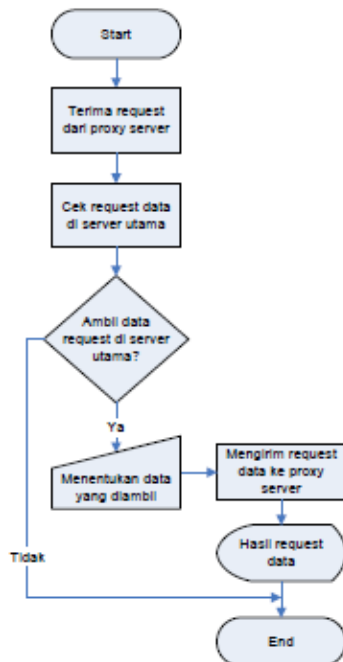 Start
Terima request
dari proxy server
Cek request data
di server utama
Ambil data
request di server
utama?
Ya
Menentukan data
yang diambil
Mengirim request
data ke proxy
server
Hasil request
data
Tidak
End